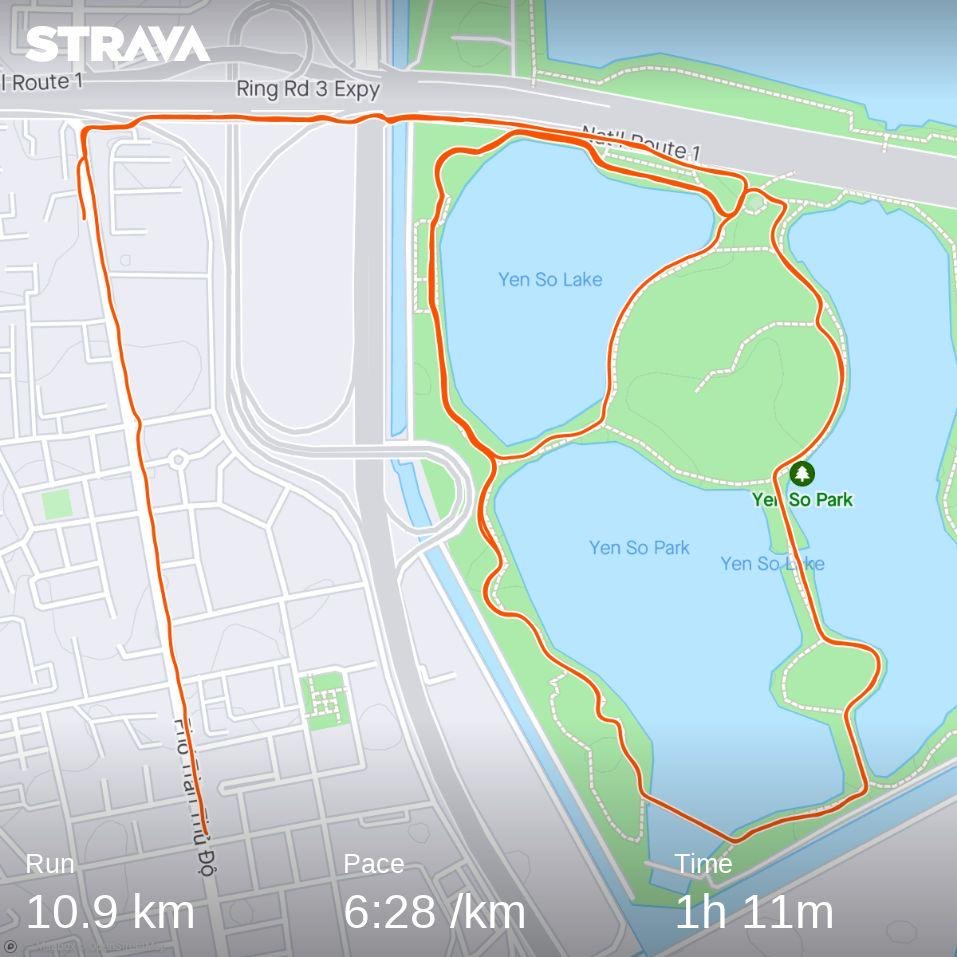 STRAVA
l Route 1
Ring Rd 3 Expy
Nat'l Route 1
Yen So Lake
Yen So Park
Yen So Park
Yen So Lake
Phố Trần Thủ Độ
Run
10.9 km
Pace
6:28 /km
Time
1h 11m